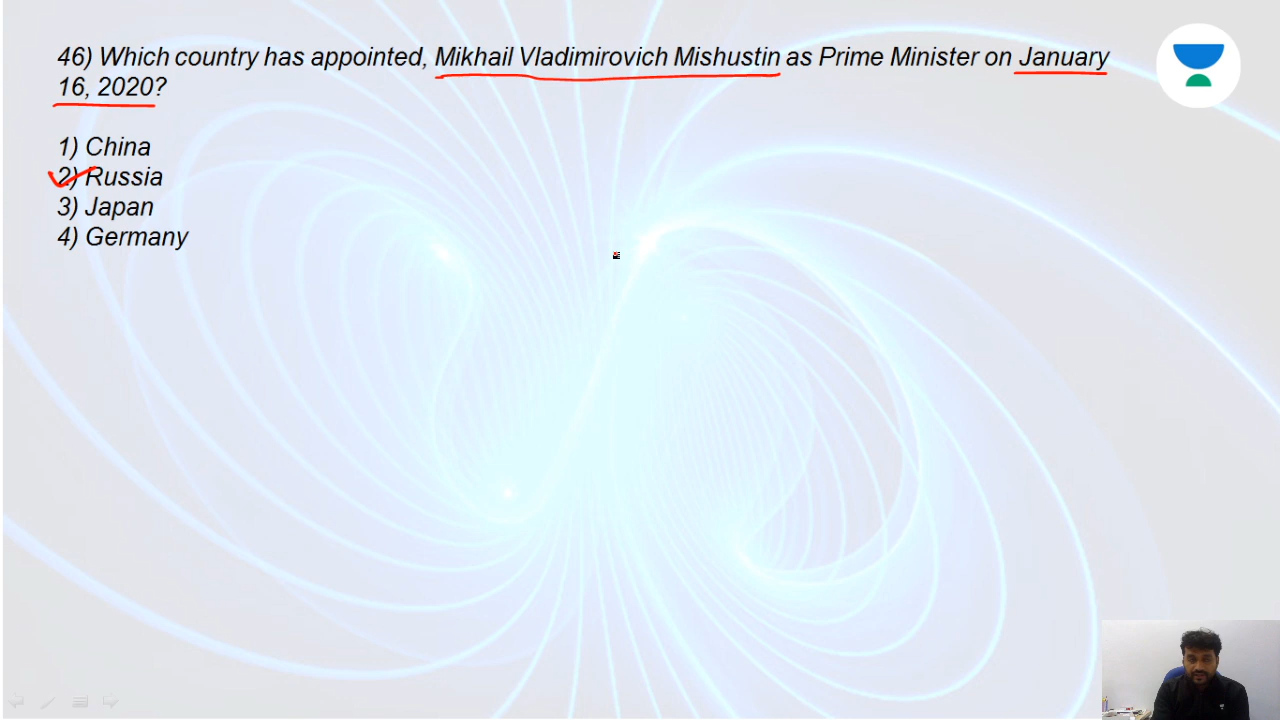 46) Which country has appointed, Mikhail Vladimirovich Mishustin as Prime Minister on January
16, 2020?
1) China
2) Russia
3) Japan
4) Germany